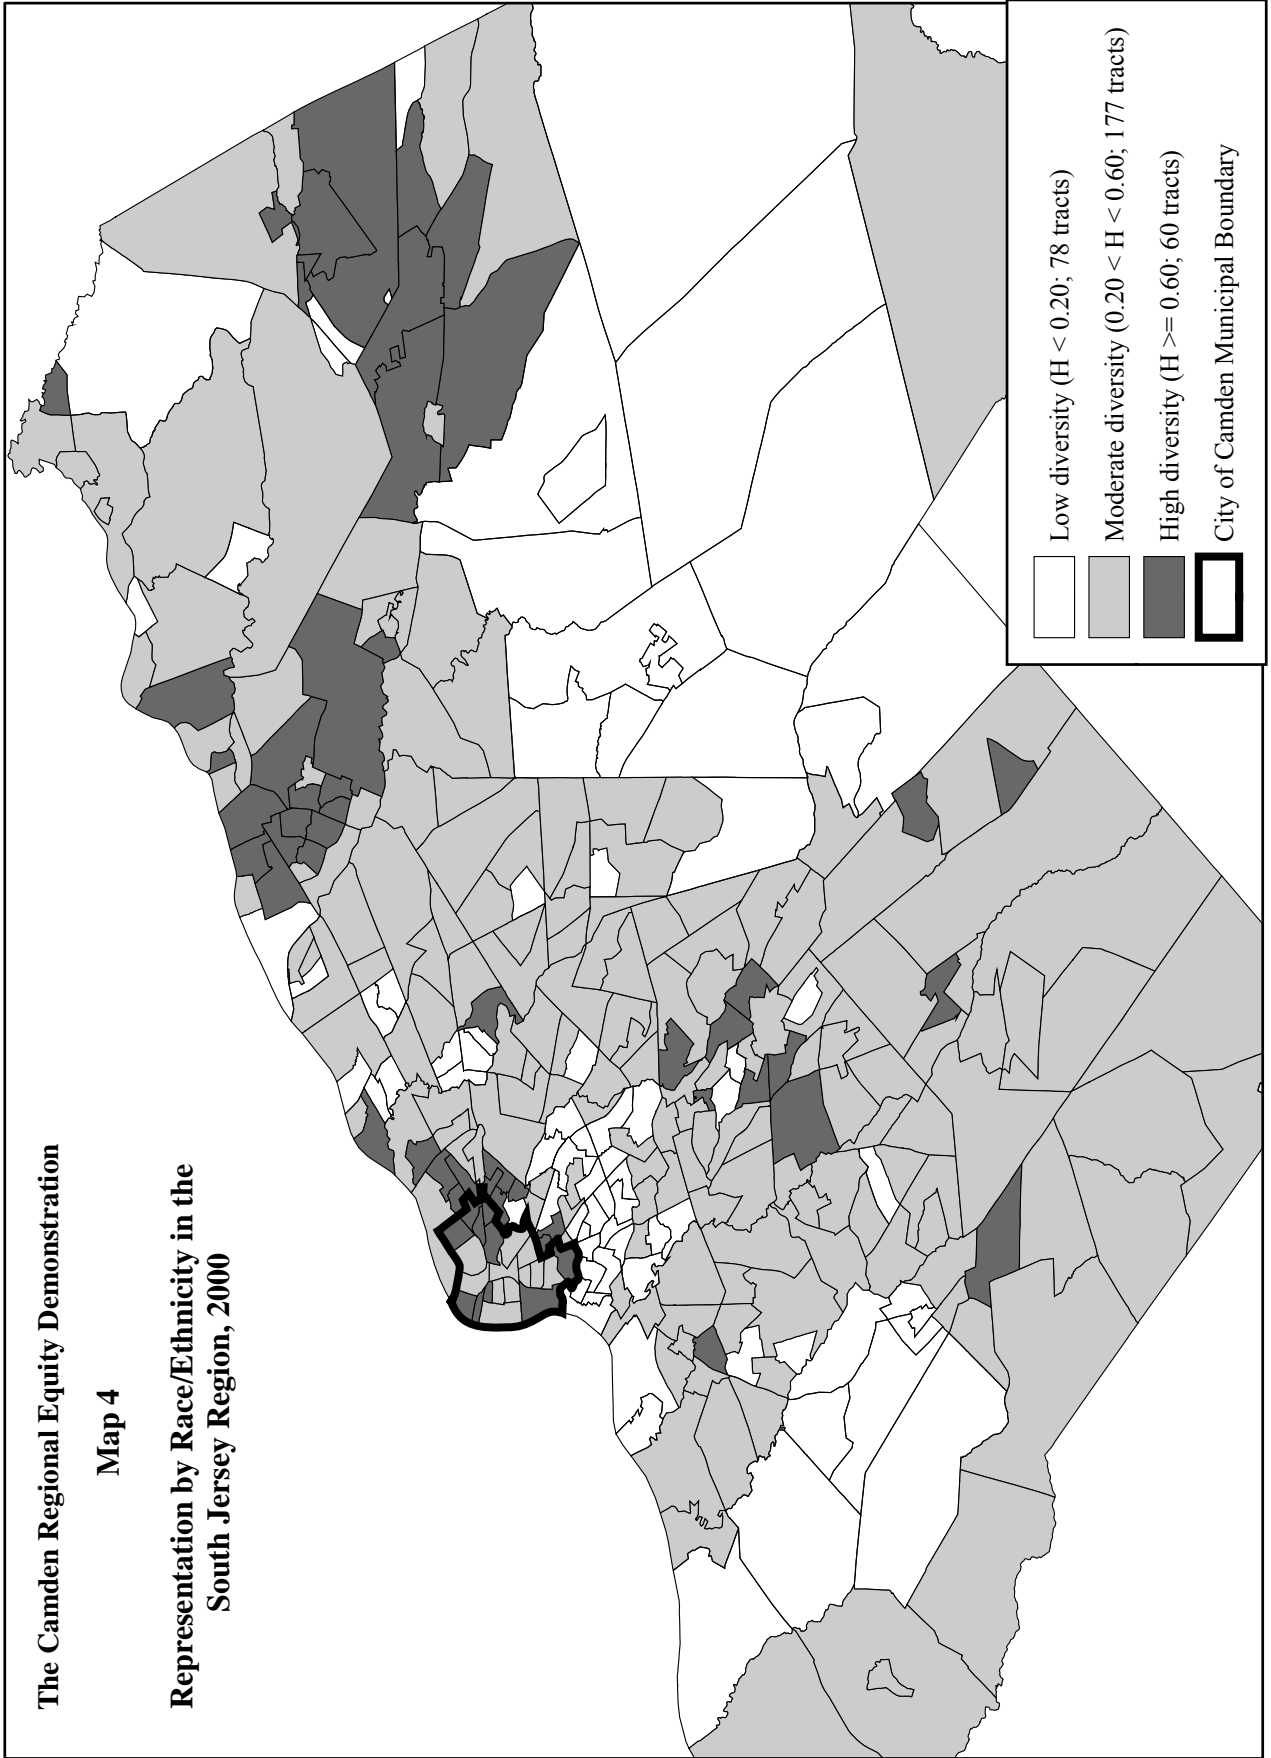 The Camden Regional Equity Demonstration
Map 4
Representation by Race/Ethnicity in the
South Jersey Region, 2000
Low diversity (H < 0.20; 78 tracts)
Moderate diversity (0.20 < H < 0.60; 177 tracts)
High diversity (H >= 0.60; 60 tracts)
City of Camden Municipal Boundary